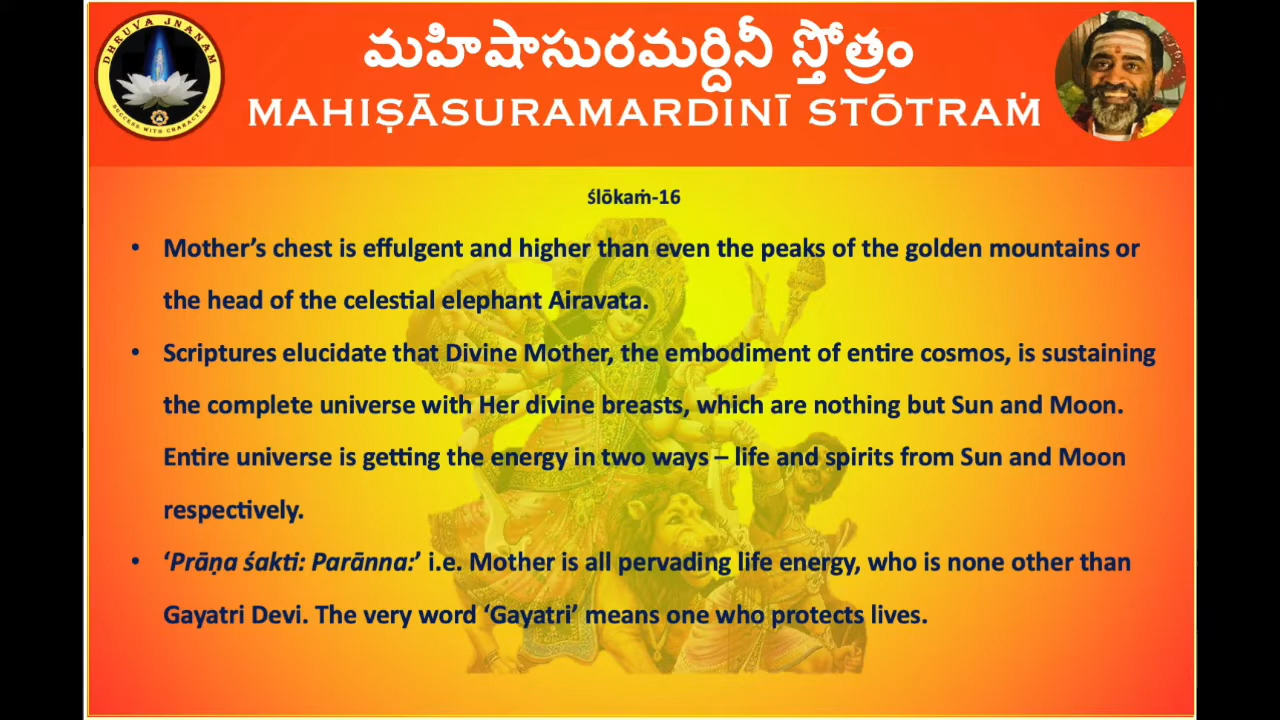 DHRUVA JNANAM
SUCCESS WITH CHARACTER
మహిషాసురమర్దినీ స్తోత్రం
MAHIṢĀSURAMARDINĪ STŌTRAṀ
ślōkaṁ-16
• Mother’s chest is effulgent and higher than even the peaks of the golden mountains or
the head of the celestial elephant Airavata.
• Scriptures elucidate that Divine Mother, the embodiment of entire cosmos, is sustaining
the complete universe with Her divine breasts, which are nothing but Sun and Moon.
Entire universe is getting the energy in two ways – life and spirits from Sun and Moon
respectively.
• ‘Prāṇa śakti: Parānna:’ i.e. Mother is all pervading life energy, who is none other than
Gayatri Devi. The very word ‘Gayatri’ means one who protects lives.